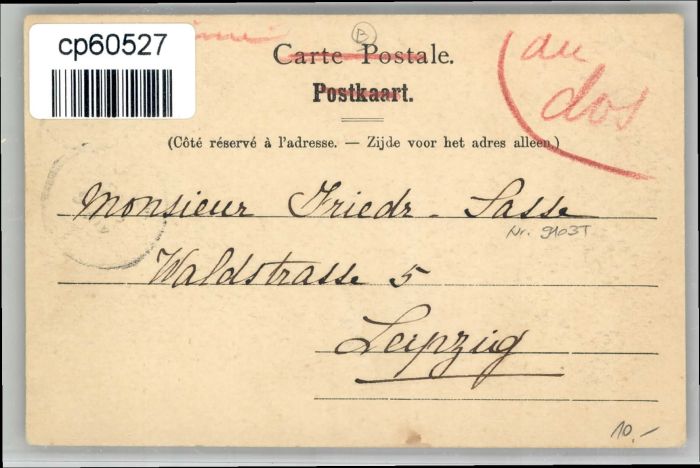 cp60527
B
Carte Postale.
Postkaart.
au
dos
(Côté réservé à l'adresse. — Zijde voor het adres alleen.)
Monsieur Friedr. Sasse
Nr. 9103T
Waldstrasse 5
Leipzig
10.-